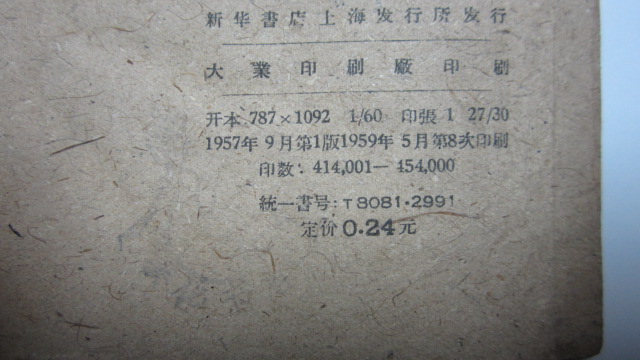 新华書店上海发行所发行
大業印刷廠印刷
开本 787×1092 1/60 印張 1 27/30
1957年 9月第1版1959年 5月第8次印刷
印数: 414,001—454,000
統一書号: T8081·2991
定价 0.24元